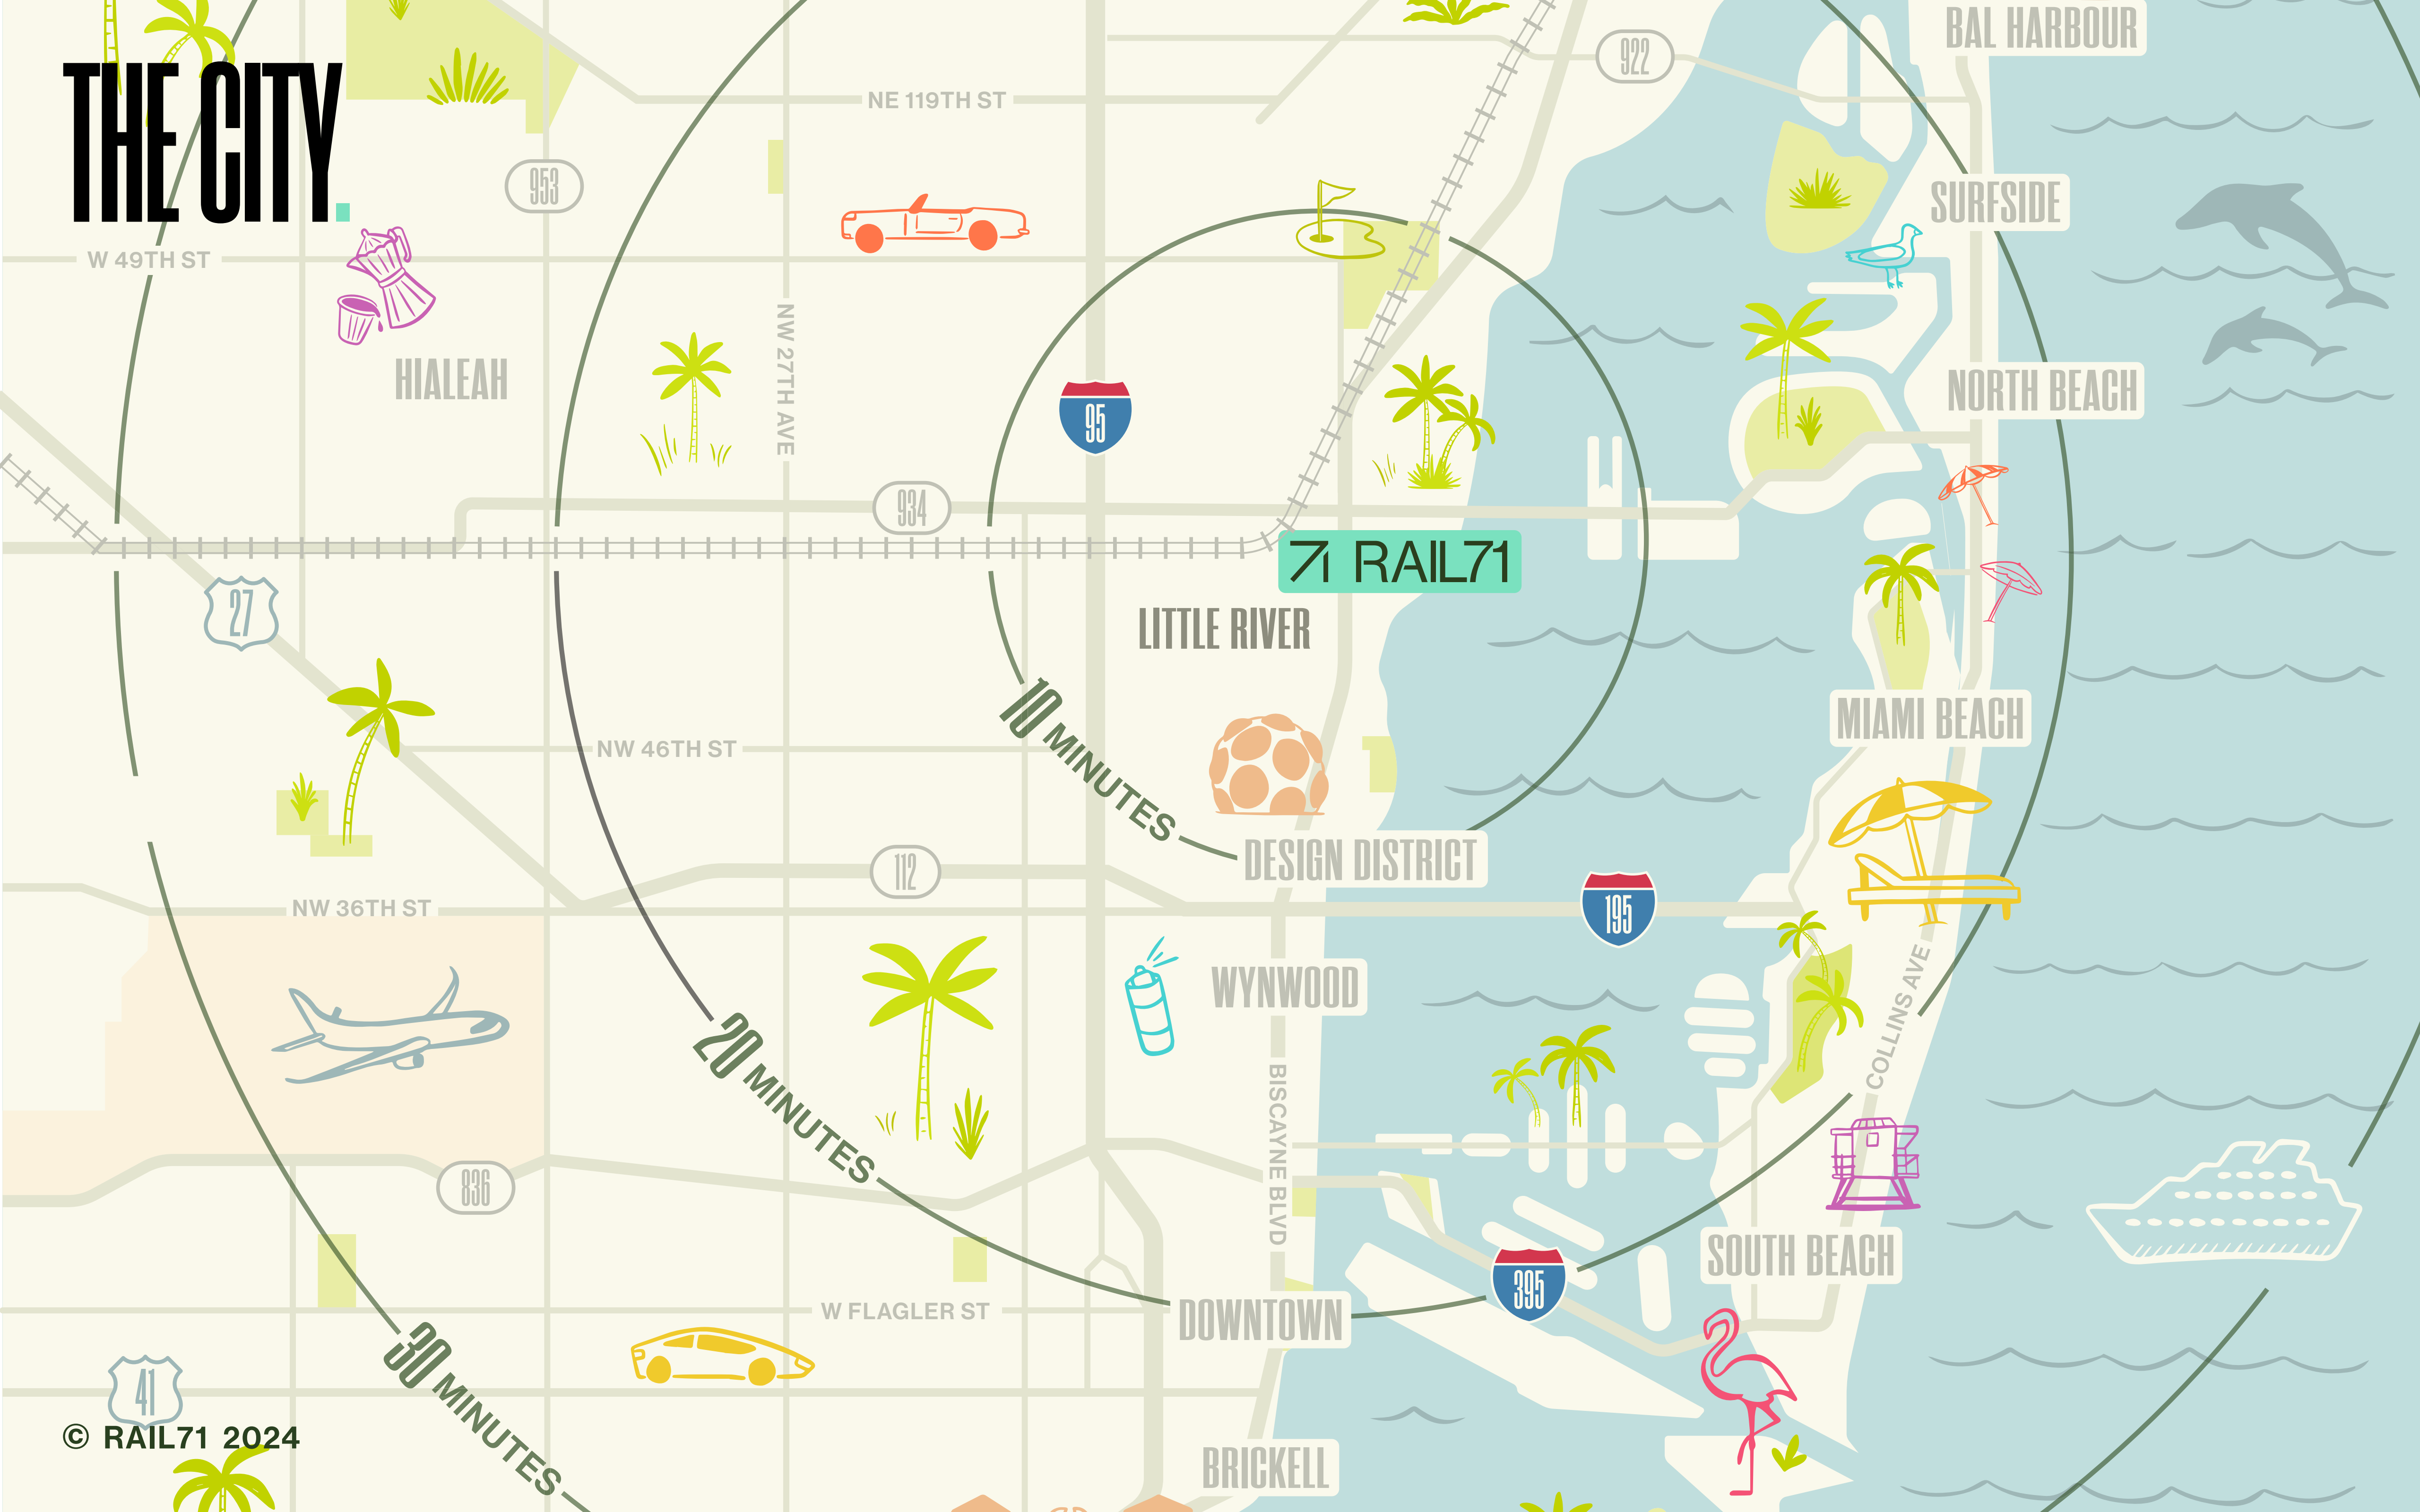 BAL HARBOUR
922
THE CITY.
NE 119TH ST
953
SURFSIDE
W 49TH ST
HIALEAH
NW 27TH AVE
95
NORTH BEACH
934
RAIL71
27
LITTLE RIVER
10 MINUTES
MIAMI BEACH
NW 46TH ST
DESIGN DISTRICT
112
195
NW 36TH ST
WYNWOOD
COLLINS AVE
20 MINUTES
BISCAYNE BLVD
836
SOUTH BEACH
395
W FLAGLER ST
DOWNTOWN
30 MINUTES
41
© RAIL71 2024
BRICKELL